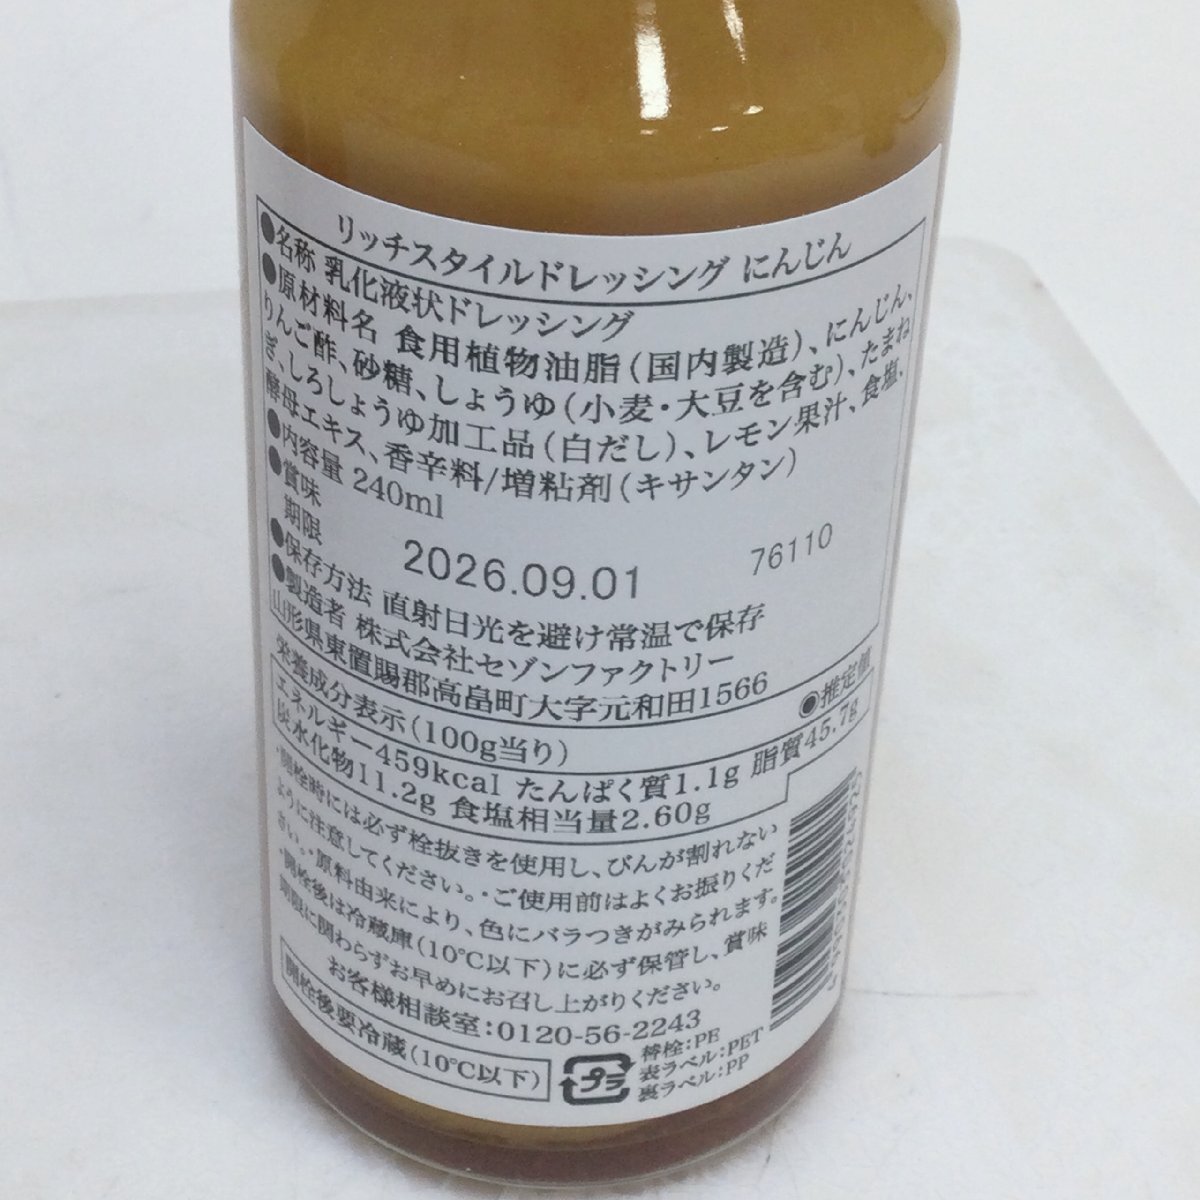 リッチスタイルドレッシング にんじん
●名称 乳化液状ドレッシング
●原材料名 食用植物油脂(国内製造)、にんじん、
りんご酢、砂糖、しょうゆ(小麦・大豆を含む)、たまね
ぎ、しろしょうゆ加工品(白だし)、レモン果汁、食塩、
酵母エキス、香辛料/増粘剤(キサンタン)
●内容量 240ml
●賞味
期限
2026.09.01 76110
●保存方法 直射日光を避け常温で保存
●製造者 株式会社セゾンファクトリー
山形県東置賜郡高畠町大字元和田1566
栄養成分表示(100g当り) ●推定値
エネルギー459kcal たんぱく質1.1g 脂質45.7g
炭水化物11.2g 食塩相当量2.60g
・開栓時には必ず栓抜きを使用し、びんが割れない
ように注意してください。・ご使用前はよくお振りくだ
さい。・原料由来により、色にバラつきがみられます。
・開栓後は冷蔵庫(10℃以下)に必ず保管し、賞味
期限に関わらずお早めにお召し上がりください。
お客様相談室:0120-56-2243
開栓後要冷蔵(10℃以下)
プラ
替栓:PE
表ラベル:PET
裏ラベル:PP